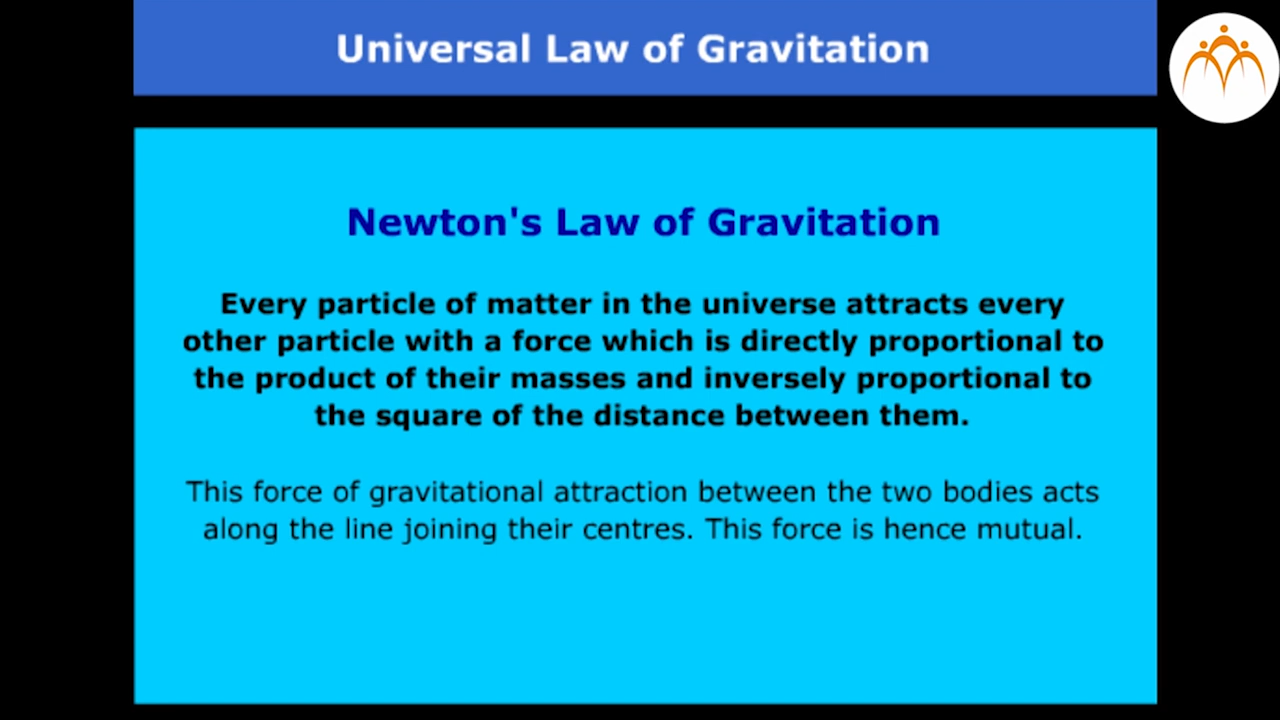 Universal Law of Gravitation
Newton's Law of Gravitation
Every particle of matter in the universe attracts every
other particle with a force which is directly proportional to
the product of their masses and inversely proportional to
the square of the distance between them.
This force of gravitational attraction between the two bodies acts
along the line joining their centres. This force is hence mutual.